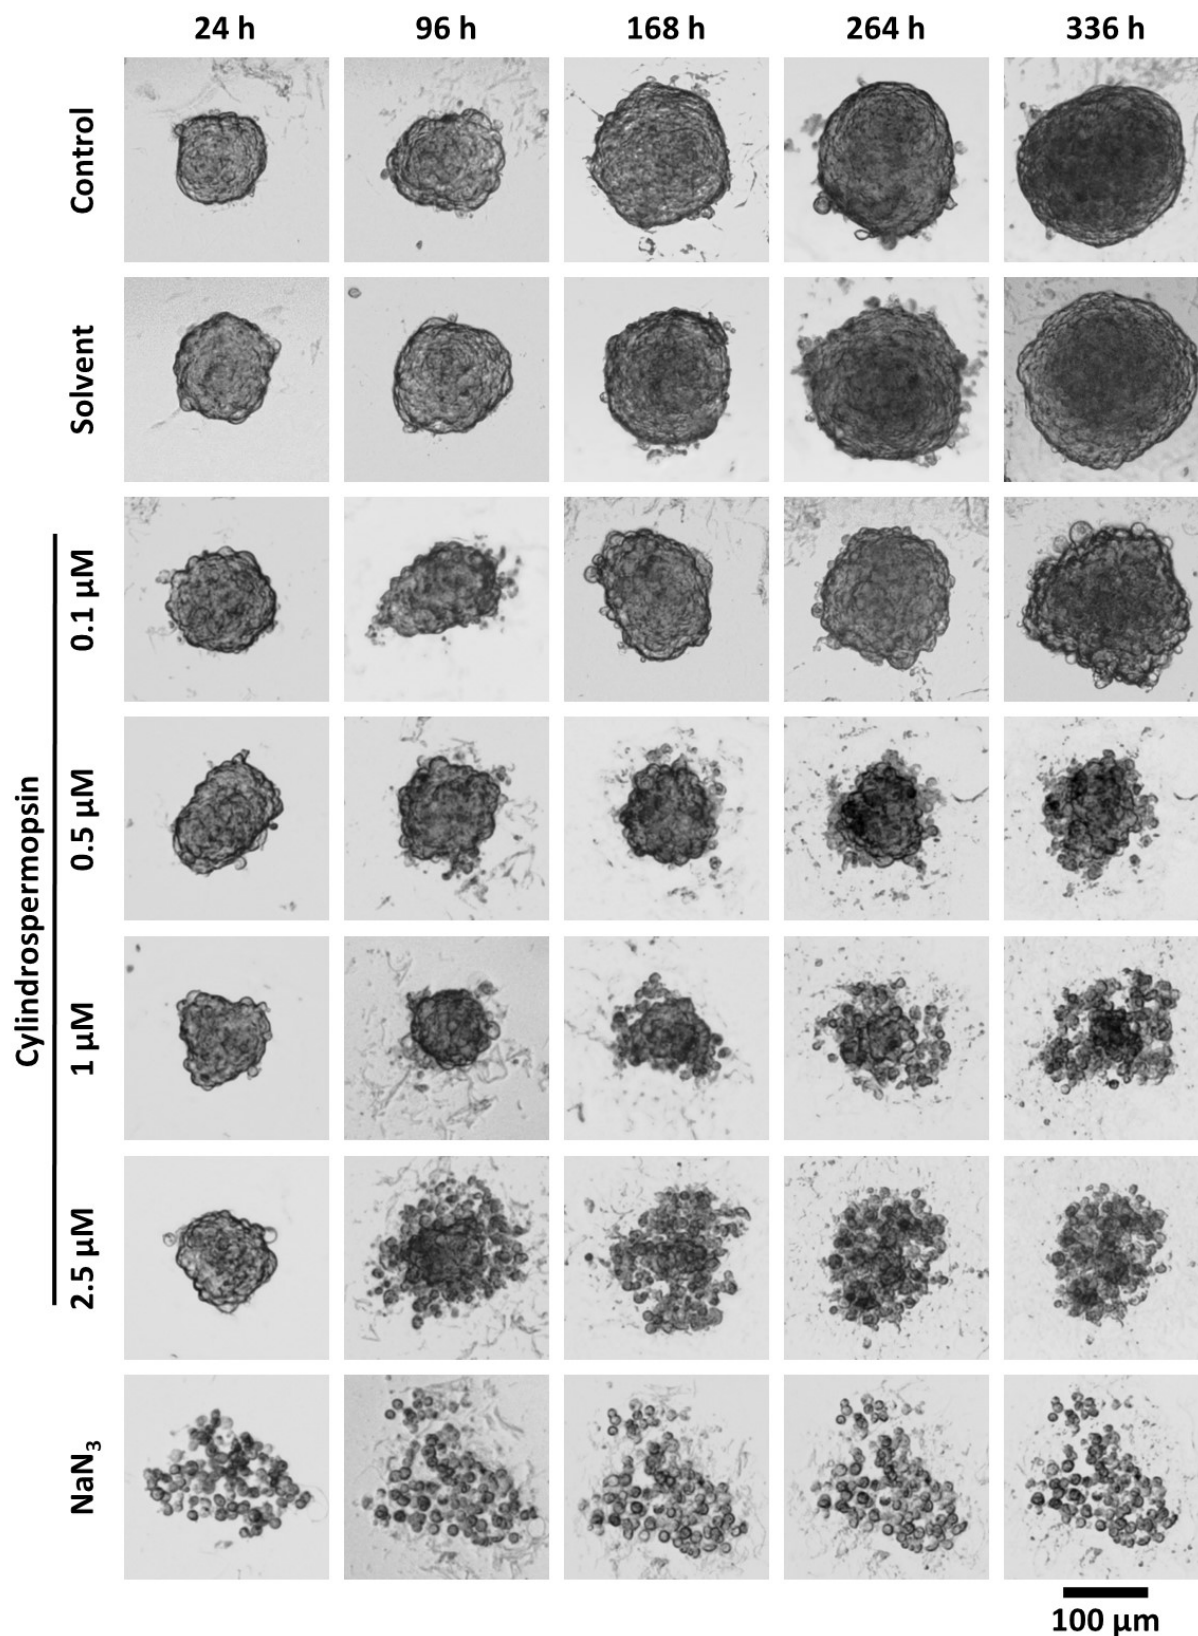 24 h 96 h 168 h 264 h 336 h
Control
Solvent
Cylindrospermopsin
0.1 µM
0.5 µM
1 µM
2.5 µM
NaN₃
100 µm